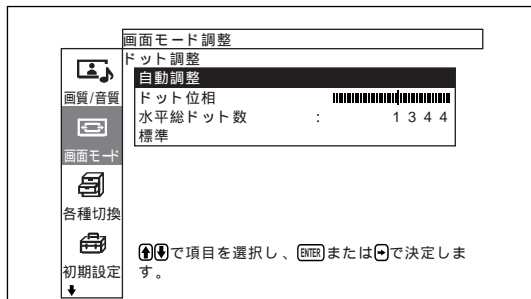 画面モード調整
ドット調整
自動調整
画質/音質
ドット位相
水平総ドット数 : 1344
標準
画面モード
各種切換
初期設定
で項目を選択し、ENTERまたはで決定しま
す。